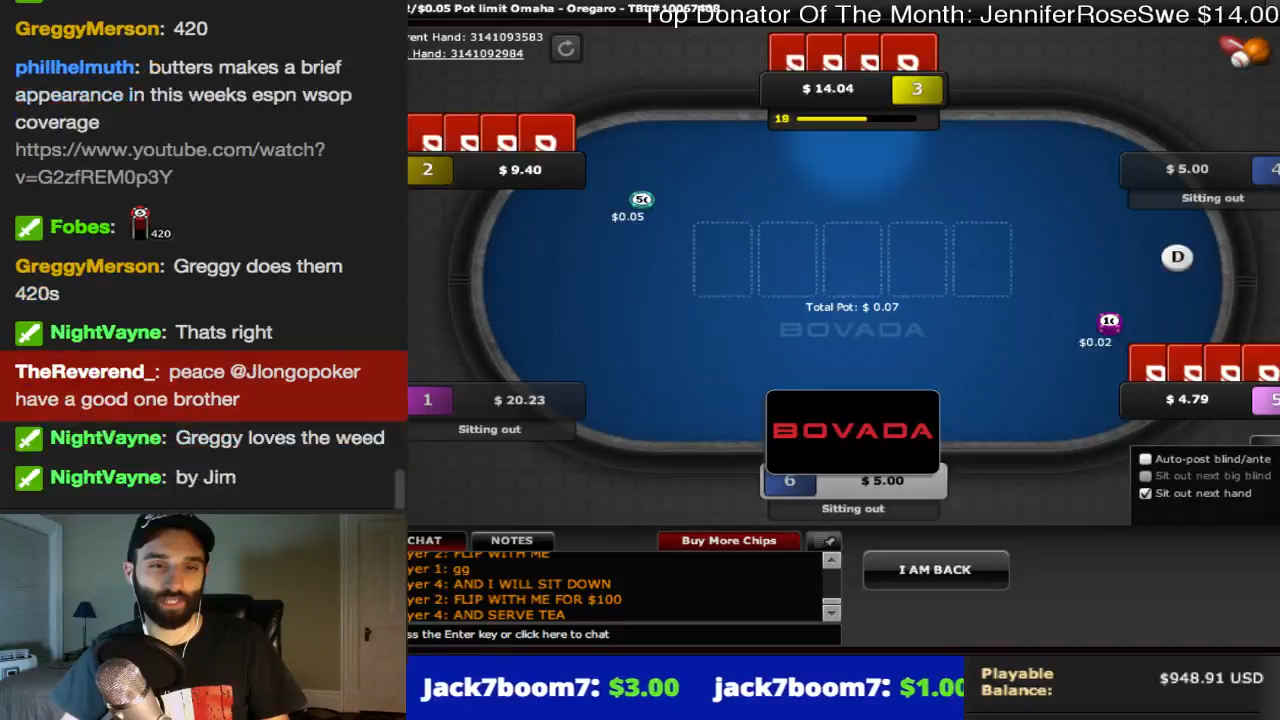 GreggyMerson: 420
phillhelmuth: butters makes a brief
appearance in this weeks espn wsop
coverage
https://www.youtube.com/watch?
v=G2zfREM0p3Y
Fobes: 420
GreggyMerson: Greggy does them
420s
NightVayne: Thats right
TheReverend_: peace @Jlongopoker
have a good one brother
NightVayne: Greggy loves the weed
NightVayne: by Jim
2/$0.05 Pot limit Omaha - Oregaro
Top Donator Of The Month: JenniferRoseSwe $14.00
rent Hand: 3141093583
Hand: 3141092984
$ 14.04 3
19
2 $ 9.40
$ 5.00 4
Sitting out
5¢
$0.05
D
Total Pot: $ 0.07
BOVADA
1¢
$0.02
1 $ 20.23
Sitting out
$ 4.79 5
BOVADA
6 $ 5.00
Sitting out
Auto-post blind/ante
Sit out next big blind
Sit out next hand
CHAT NOTES Buy More Chips
yer 2: FLIP WITH ME
yer 1: gg
yer 4: AND I WILL SIT DOWN
yer 2: FLIP WITH ME FOR $100
yer 4: AND SERVE TEA
ss the Enter key or click here to chat
I AM BACK
Jack7boom7: $3.00 jack7boom7: $1.00
Playable
Balance:
$948.91 USD